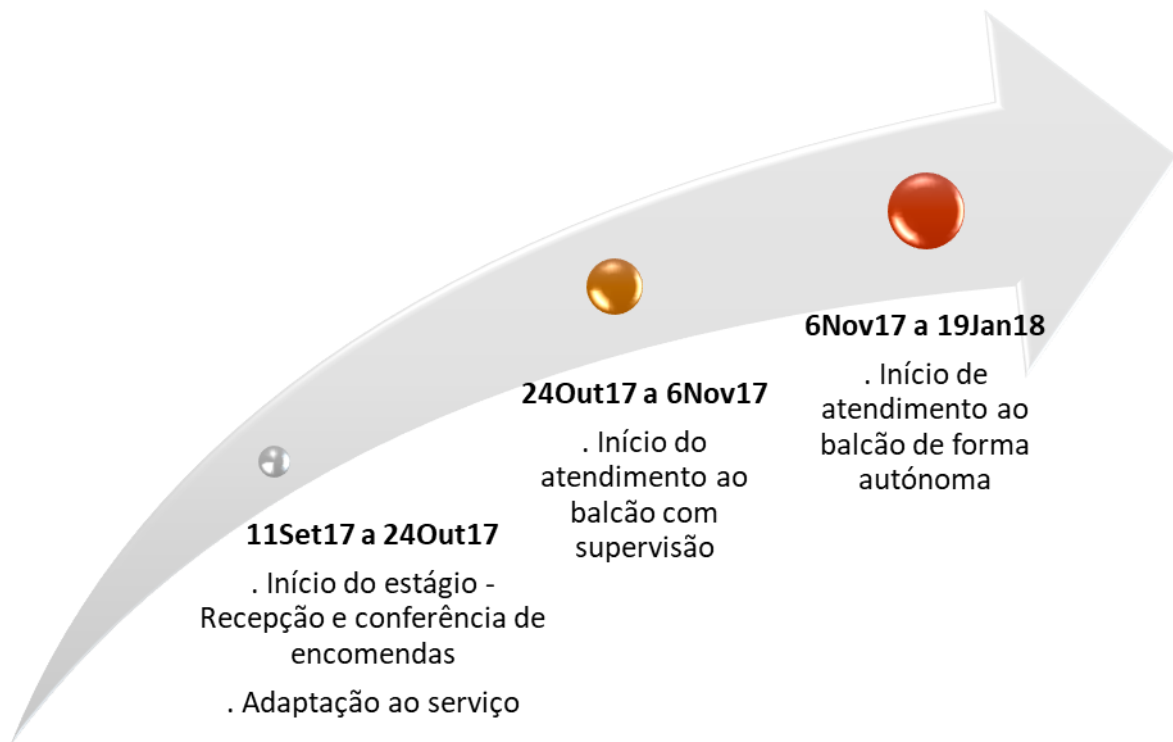 11Set17 a 24Out17
. Início do estágio -
Recepção e conferência de
encomendas
. Adaptação ao serviço
24Out17 a 6Nov17
. Início do
atendimento ao
balcão com
supervisão
6Nov17 a 19Jan18
. Início de
atendimento ao
balcão de forma
autónoma